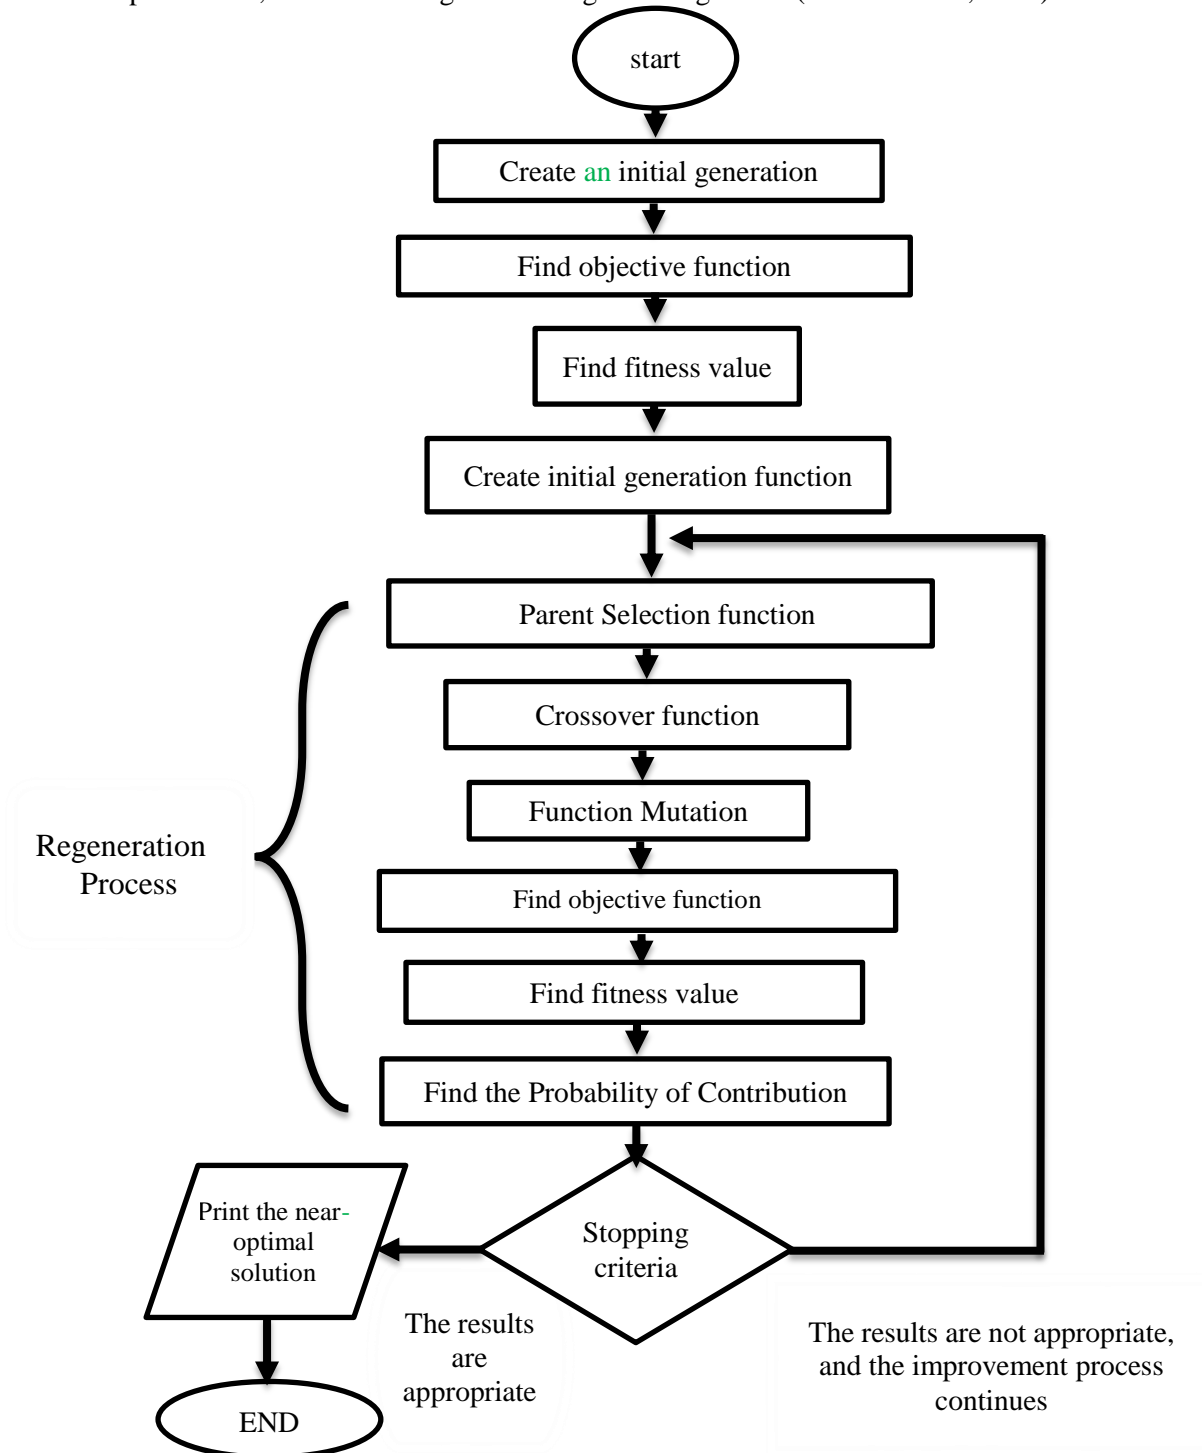 start
Create an initial generation
Find objective function
Find fitness value
Create initial generation function
Parent Selection function
Crossover function
Function Mutation
Find objective function
Regeneration
Process
Find fitness value
Find the Probability of Contribution
Print the near-
optimal
solution
Stopping
criteria
The results
are
appropriate
The results are not appropriate,
and the improvement process
continues
END